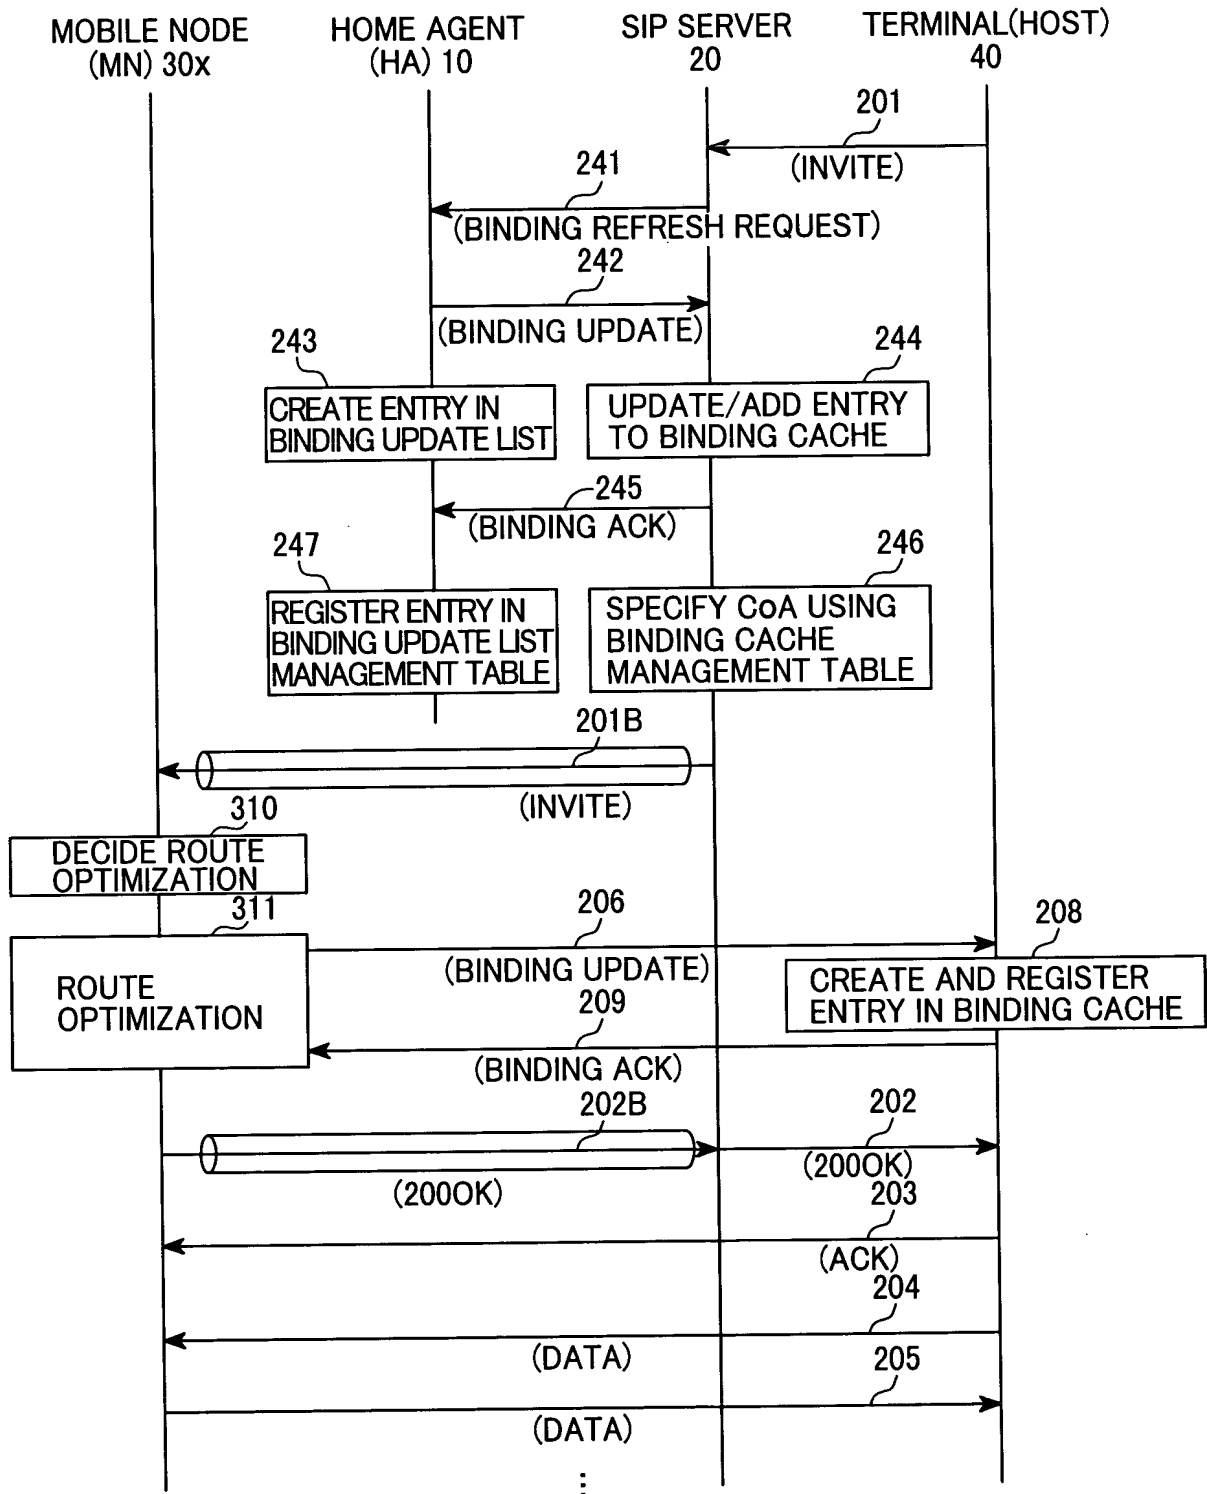 MOBILE NODE
(MN) 30x
HOME AGENT
(HA) 10
SIP SERVER
20
TERMINAL(HOST)
40
201
(INVITE)
241
(BINDING REFRESH REQUEST)
242
(BINDING UPDATE)
243
CREATE ENTRY IN
BINDING UPDATE LIST
244
UPDATE/ADD ENTRY
TO BINDING CACHE
245
(BINDING ACK)
247
REGISTER ENTRY IN
BINDING UPDATE LIST
MANAGEMENT TABLE
246
SPECIFY CoA USING
BINDING CACHE
MANAGEMENT TABLE
201B
(INVITE)
310
DECIDE ROUTE
OPTIMIZATION
311
ROUTE
OPTIMIZATION
206
(BINDING UPDATE)
208
CREATE AND REGISTER
ENTRY IN BINDING CACHE
209
(BINDING ACK)
202B
(200OK)
202
(200OK)
203
(ACK)
204
(DATA)
205
(DATA)
⋮